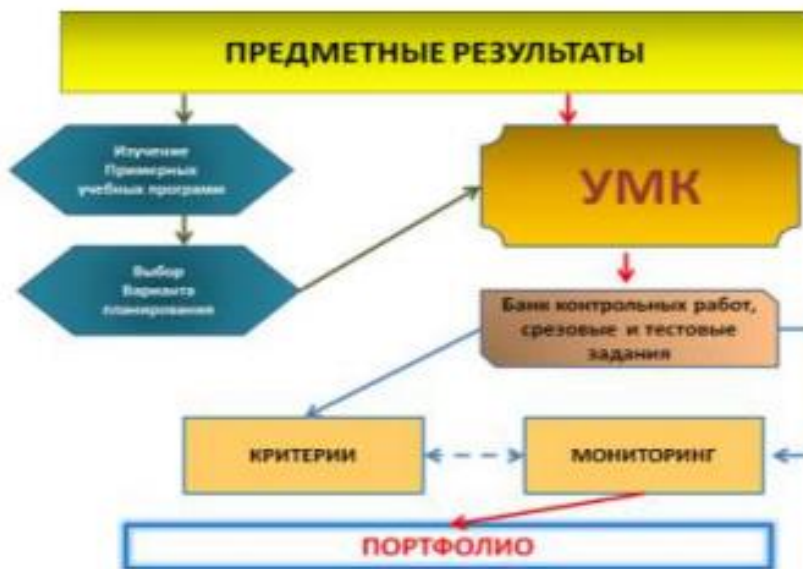 ПРЕДМЕТНЫЕ РЕЗУЛЬТАТЫ
Изучение
Примерных
учебных программ
УМК
Выбор
Варианта
планирования
Банк контрольных работ,
срезовые и тестовые
задания
КРИТЕРИИ
МОНИТОРИНГ
ПОРТФОЛИО